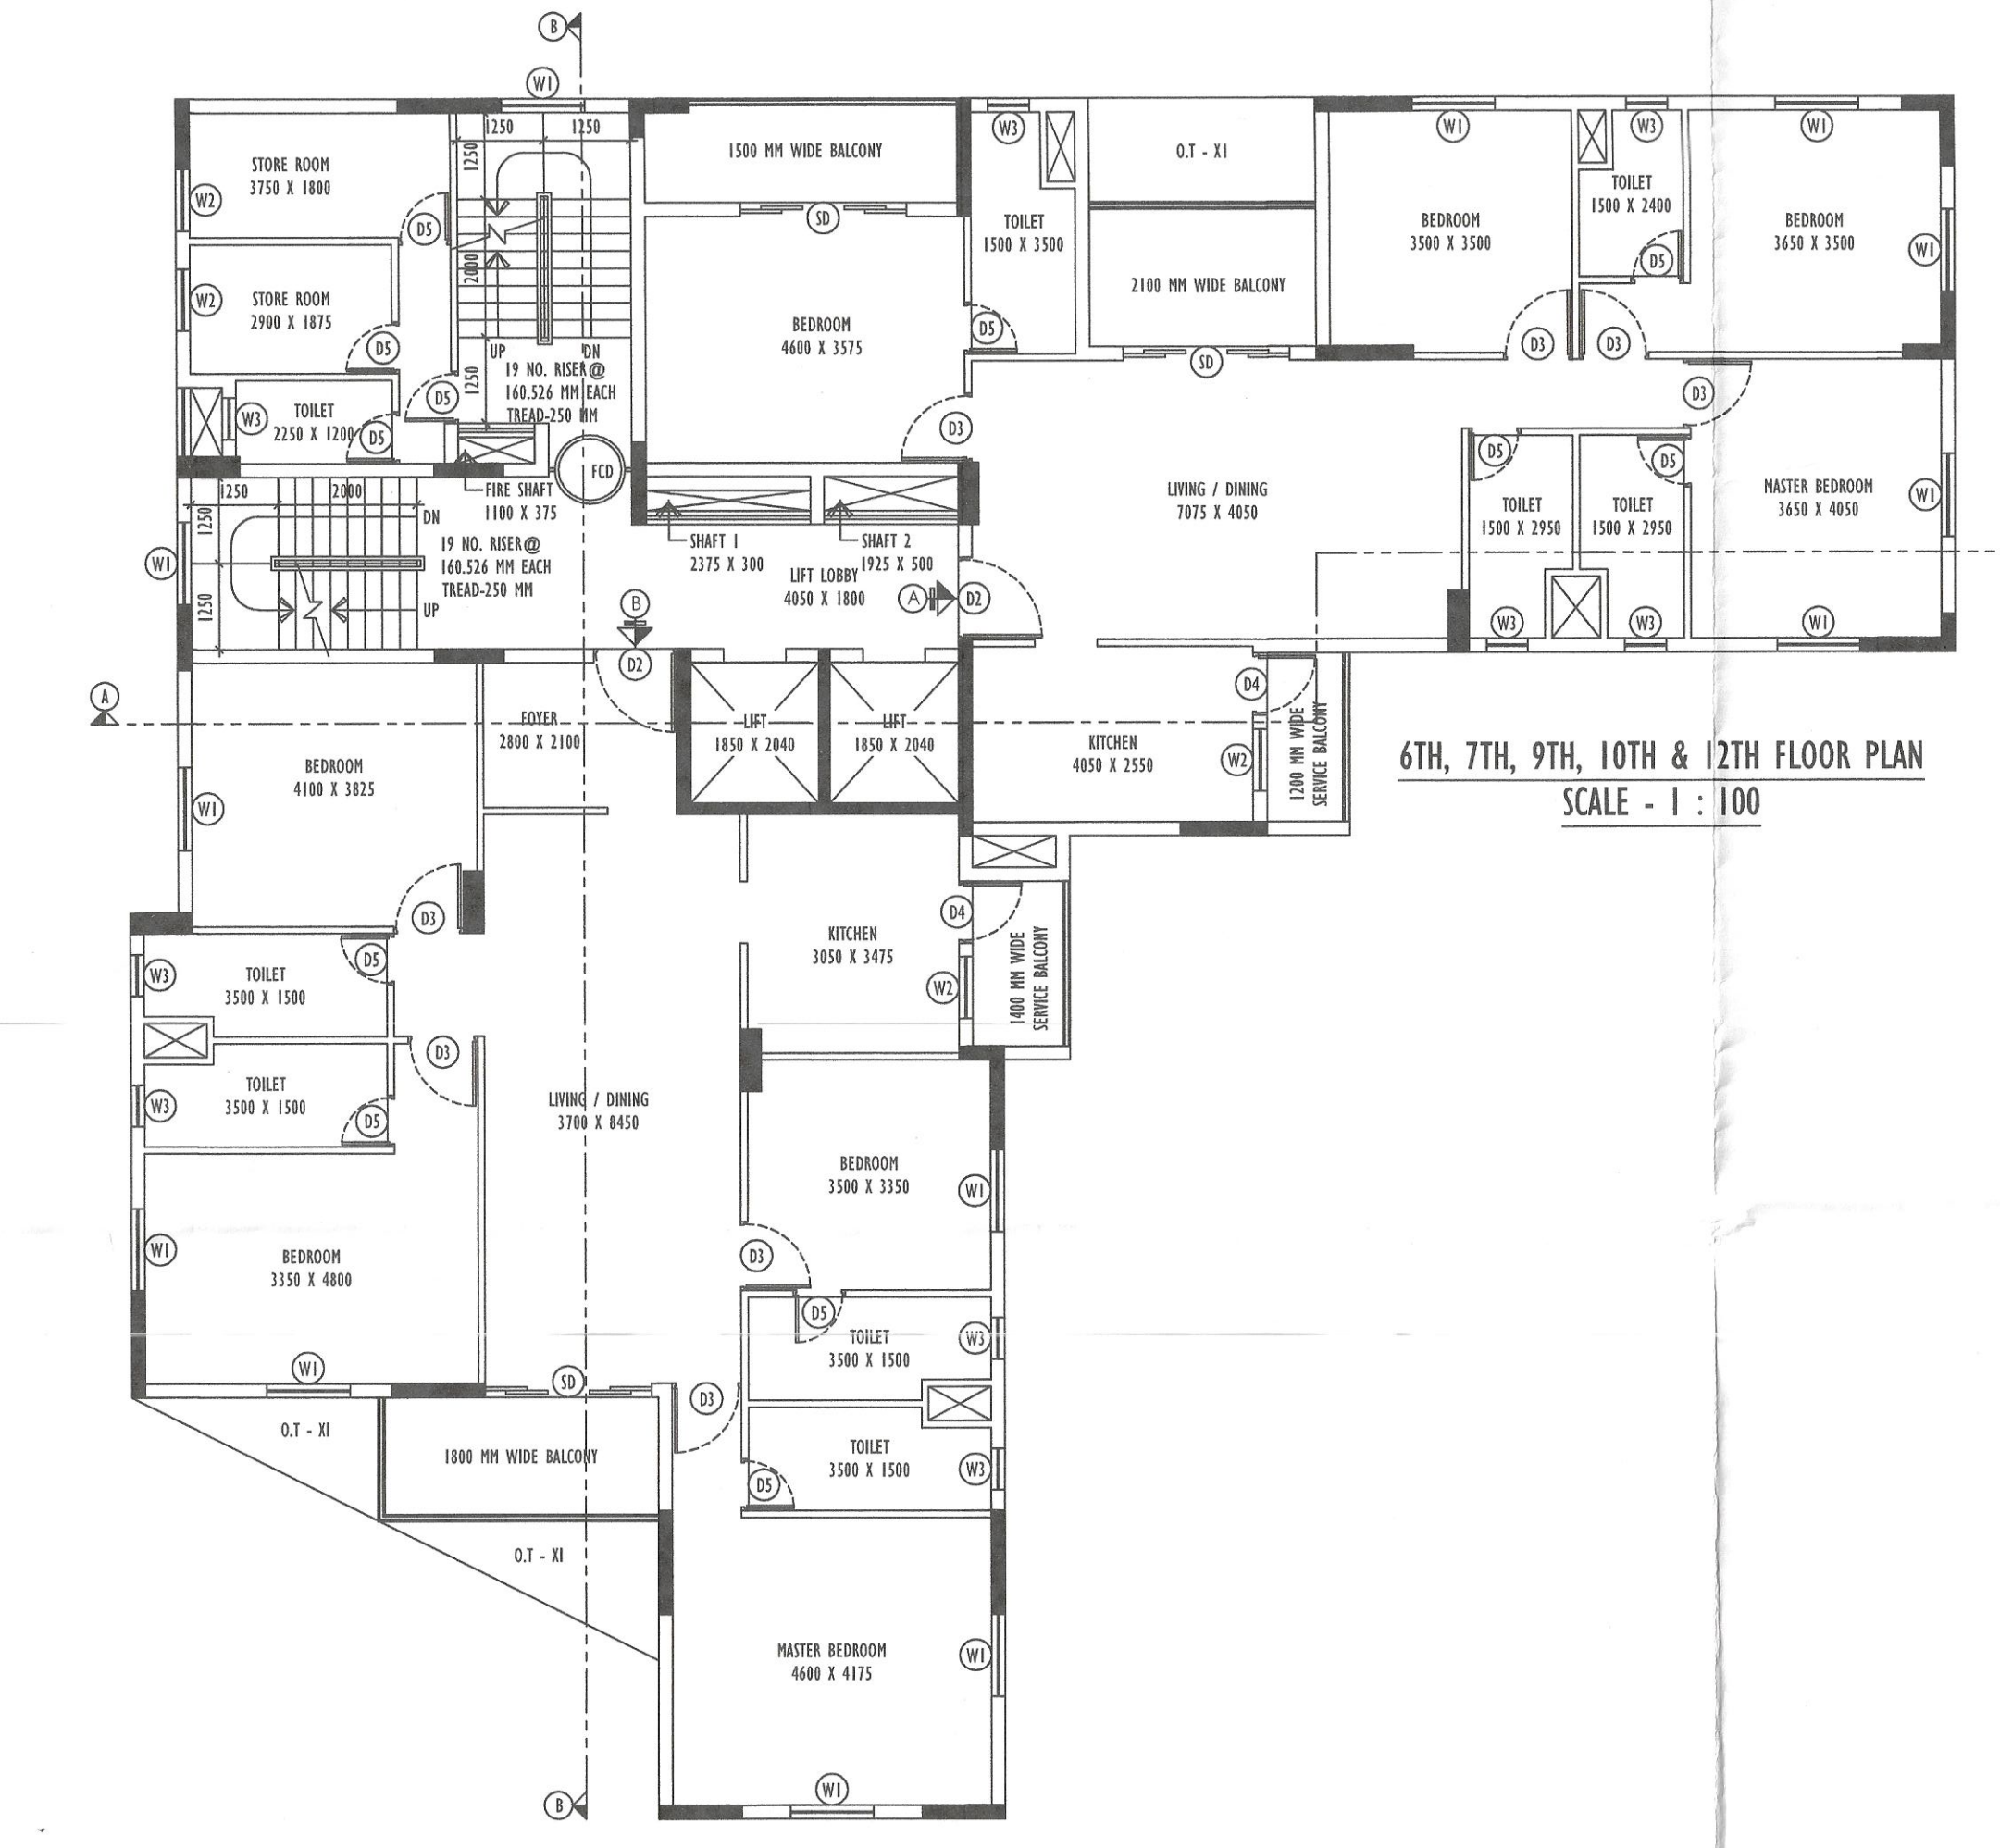 B
W1
1250
1250
1250
STORE ROOM
3750 X 1800
W2
D5
2000
STORE ROOM
2900 X 1875
W2
D5
UP
DN
19 NO. RISER@
160.526 MM EACH
TREAD-250 MM
1250
D5
TOILET
2250 X 1200
W3
D5
FCD
FIRE SHAFT
1100 X 375
1500 MM WIDE BALCONY
SD
BEDROOM
4600 X 3575
D3
W3
TOILET
1500 X 3500
D5
O.T - XI
2100 MM WIDE BALCONY
SD
W1
BEDROOM
3500 X 3500
D3
W3
TOILET
1500 X 2400
D5
D3
W1
BEDROOM
3650 X 3500
W1
D3
LIVING / DINING
7075 X 4050
D5
TOILET
1500 X 2950
W3
D5
TOILET
1500 X 2950
W3
MASTER BEDROOM
3650 X 4050
W1
W1
1250
2000
1250
1250
W1
DN
19 NO. RISER@
160.526 MM EACH
TREAD-250 MM
UP
SHAFT 1
2375 X 300
SHAFT 2
1925 X 500
LIFT LOBBY
4050 X 1800
A
D2
B
D2
A
FOYER
2800 X 2100
LIFT
1850 X 2040
LIFT
1850 X 2040
KITCHEN
4050 X 2550
D4
W2
1200 MM WIDE
SERVICE BALCONY
6TH, 7TH, 9TH, 10TH & 12TH FLOOR PLAN
SCALE - 1 : 100
BEDROOM
4100 X 3825
W1
D3
KITCHEN
3050 X 3475
D4
W2
1400 MM WIDE
SERVICE BALCONY
W3
TOILET
3500 X 1500
D5
D3
W3
TOILET
3500 X 1500
D5
LIVING / DINING
3700 X 8450
BEDROOM
3500 X 3350
W1
D3
W1
BEDROOM
3350 X 4800
W1
D5
TOILET
3500 X 1500
W3
SD
D3
O.T - XI
1800 MM WIDE BALCONY
TOILET
3500 X 1500
W3
D5
O.T - XI
MASTER BEDROOM
4600 X 4175
W1
W1
B